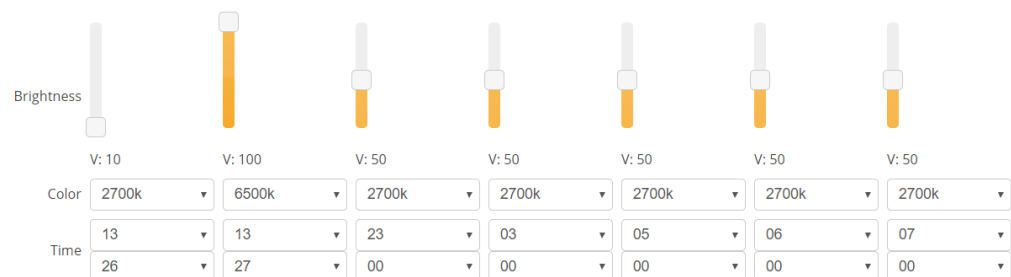 Brightness
V: 10 V: 100 V: 50 V: 50 V: 50 V: 50 V: 50
Color 2700k 6500k 2700k 2700k 2700k 2700k 2700k
Time 13 13 23 03 05 06 07
26 27 00 00 00 00 00